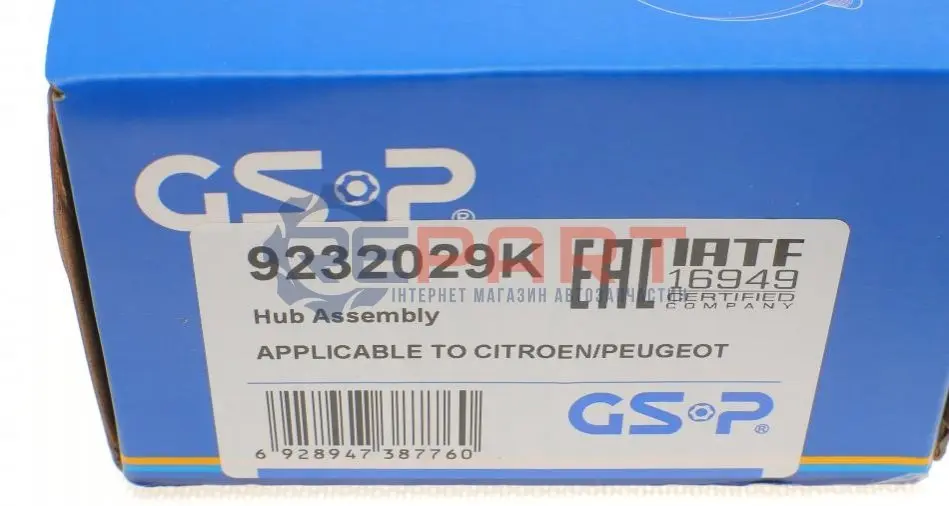 GSP®
9232029K
EAC
IATF
16949
CERTIFIED
COMPANY
REPART
ІНТЕРНЕТ МАГАЗИН АВТОЗАПЧАСТИН
Hub Assembly
APPLICABLE TO CITROEN/PEUGEOT
6 928947 387760
GSP®